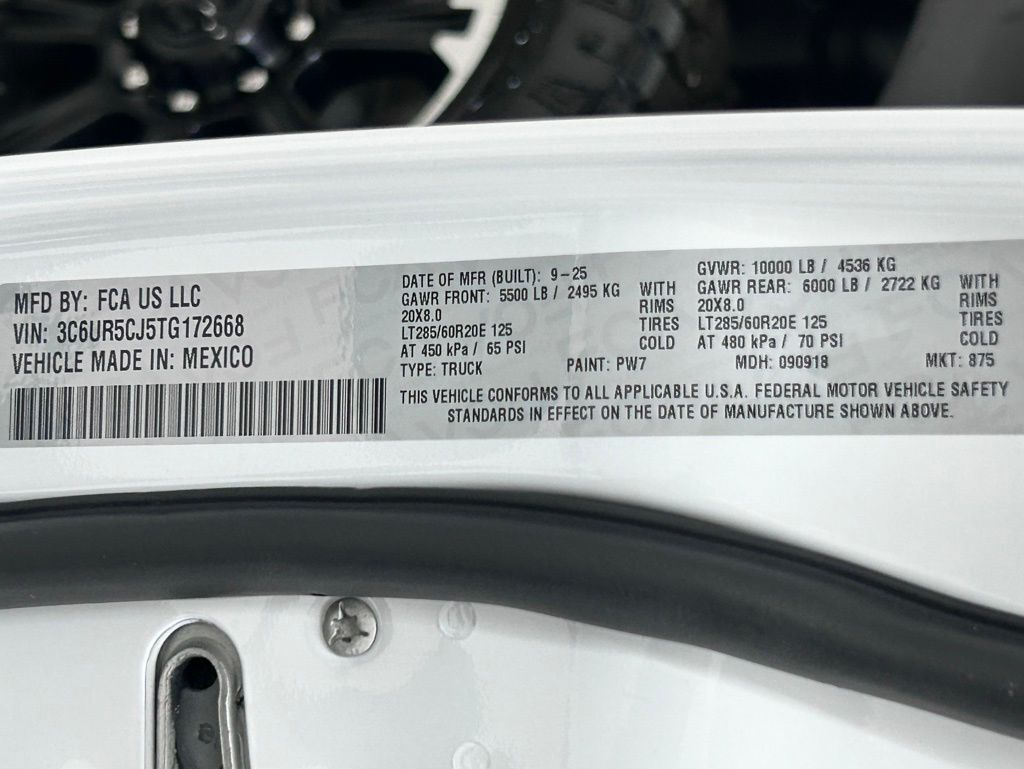 MFD BY: FCA US LLC
VIN: 3C6UR5CJ5TG172668
VEHICLE MADE IN: MEXICO
DATE OF MFR (BUILT): 9-25
GAWR FRONT: 5500 LB / 2495 KG WITH
20X8.0 RIMS
LT285/60R20E 125 TIRES
AT 450 kPa / 65 PSI COLD
GVWR: 10000 LB / 4536 KG
GAWR REAR: 6000 LB / 2722 KG WITH
20X8.0 RIMS
LT285/60R20E 125 TIRES
AT 480 kPa / 70 PSI COLD
TYPE: TRUCK PAINT: PW7 MDH: 090918 MKT: 875
THIS VEHICLE CONFORMS TO ALL APPLICABLE U.S.A. FEDERAL MOTOR VEHICLE SAFETY
STANDARDS IN EFFECT ON THE DATE OF MANUFACTURE SHOWN ABOVE.